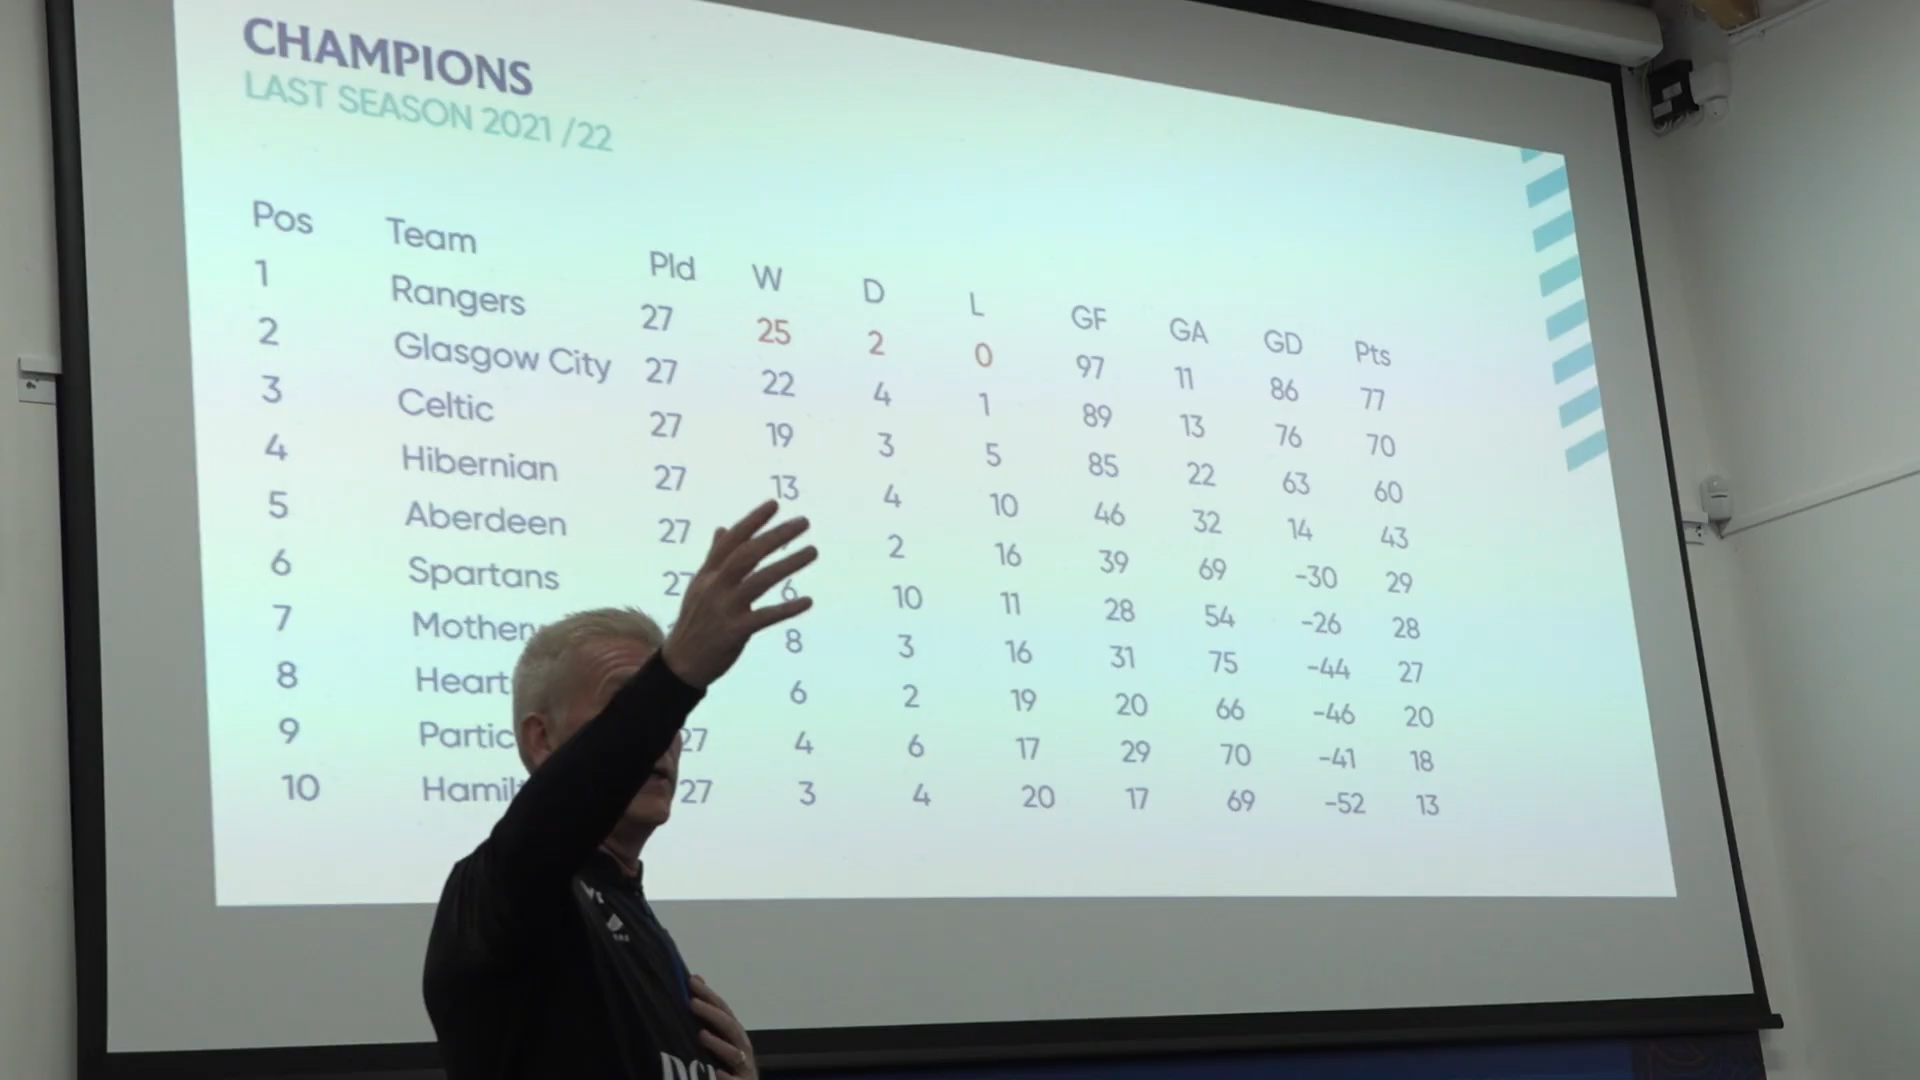 CHAMPIONS
LAST SEASON 2021 /22
Pos Team Pld W D L GF GA GD Pts
1 Rangers 27 25 2 0 97 11 86 77
2 Glasgow City 27 22 4 1 89 13 76 70
3 Celtic 27 19 3 5 85 22 63 60
4 Hibernian 27 13 4 10 46 32 14 43
5 Aberdeen 27 2 16 39 69 -30 29
6 Spartans 27 6 10 11 28 54 -26 28
7 8 3 16 31 75 -44 27
8 6 2 19 20 66 -46 20
9 27 4 6 17 29 70 -41 18
10 27 3 4 20 17 69 -52 13